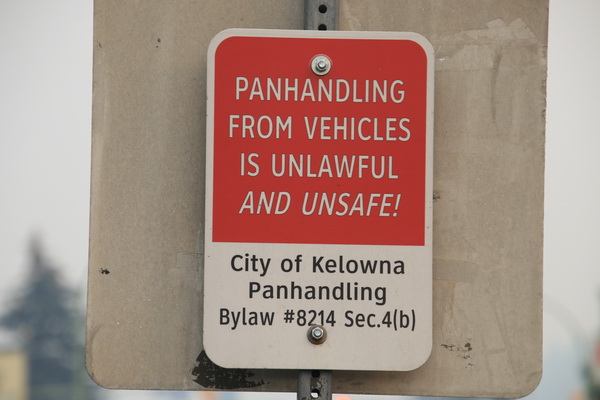 PANHANDLING
FROM VEHICLES
IS UNLAWFUL
AND UNSAFE!
City of Kelowna
Panhandling
Bylaw #8214 Sec.4(b)